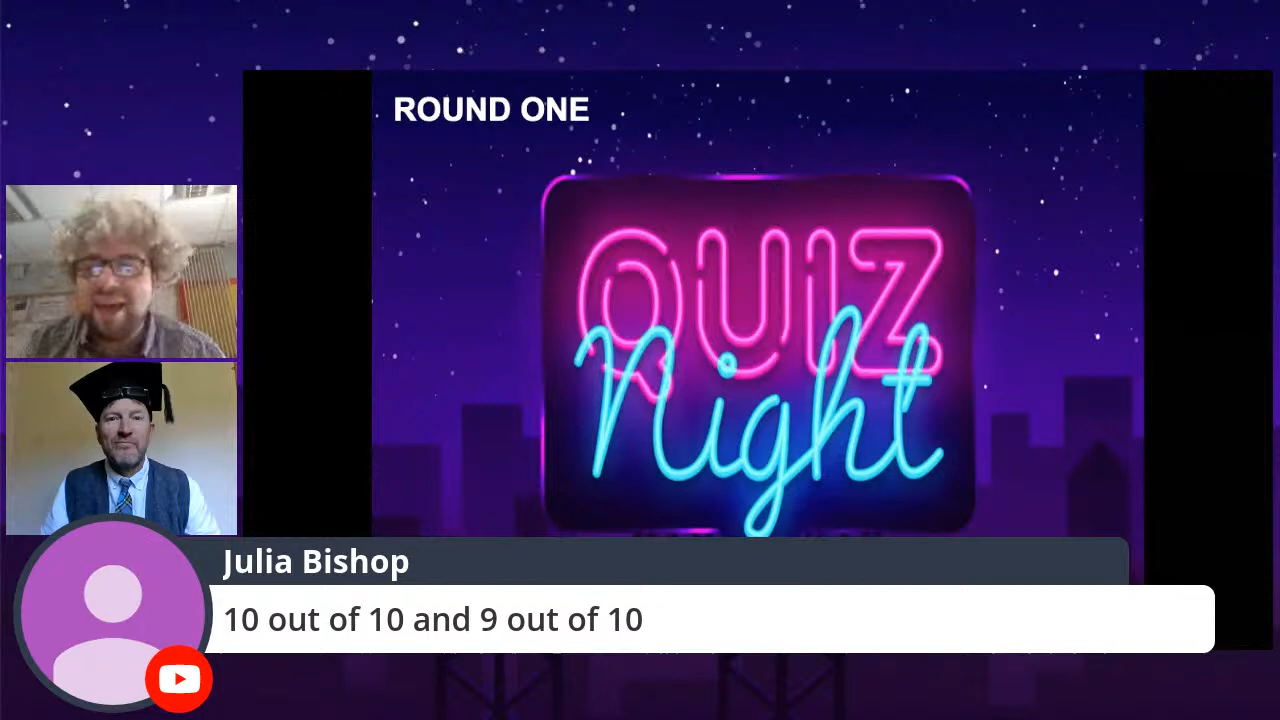 ROUND ONE
QUIZ
Night
Julia Bishop
10 out of 10 and 9 out of 10